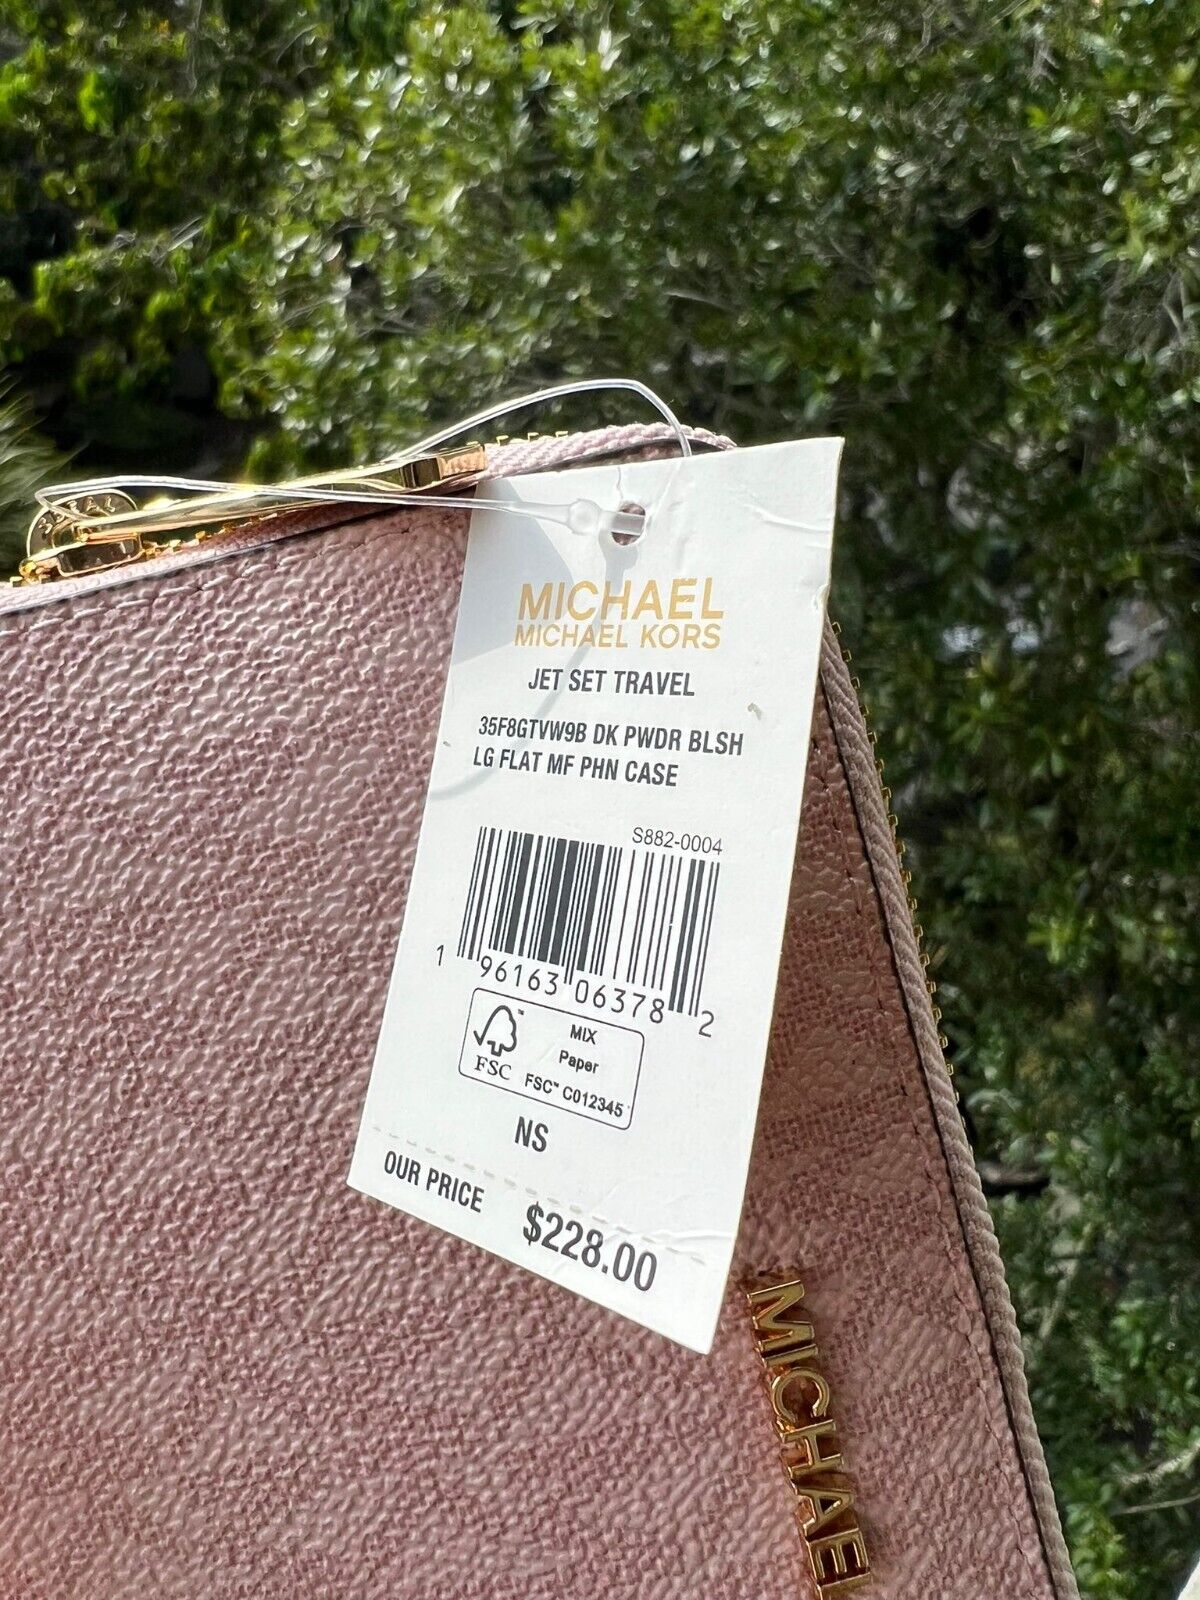 MICHAEL
MICHAEL KORS
JET SET TRAVEL
35F8GTVW9B DK PWDR BLSH
LG FLAT MF PHN CASE
S882-0004
1 96163 06378 2
FSC™
MIX
Paper
FSC™ C012345
NS
OUR PRICE $228.00
MICHAEL